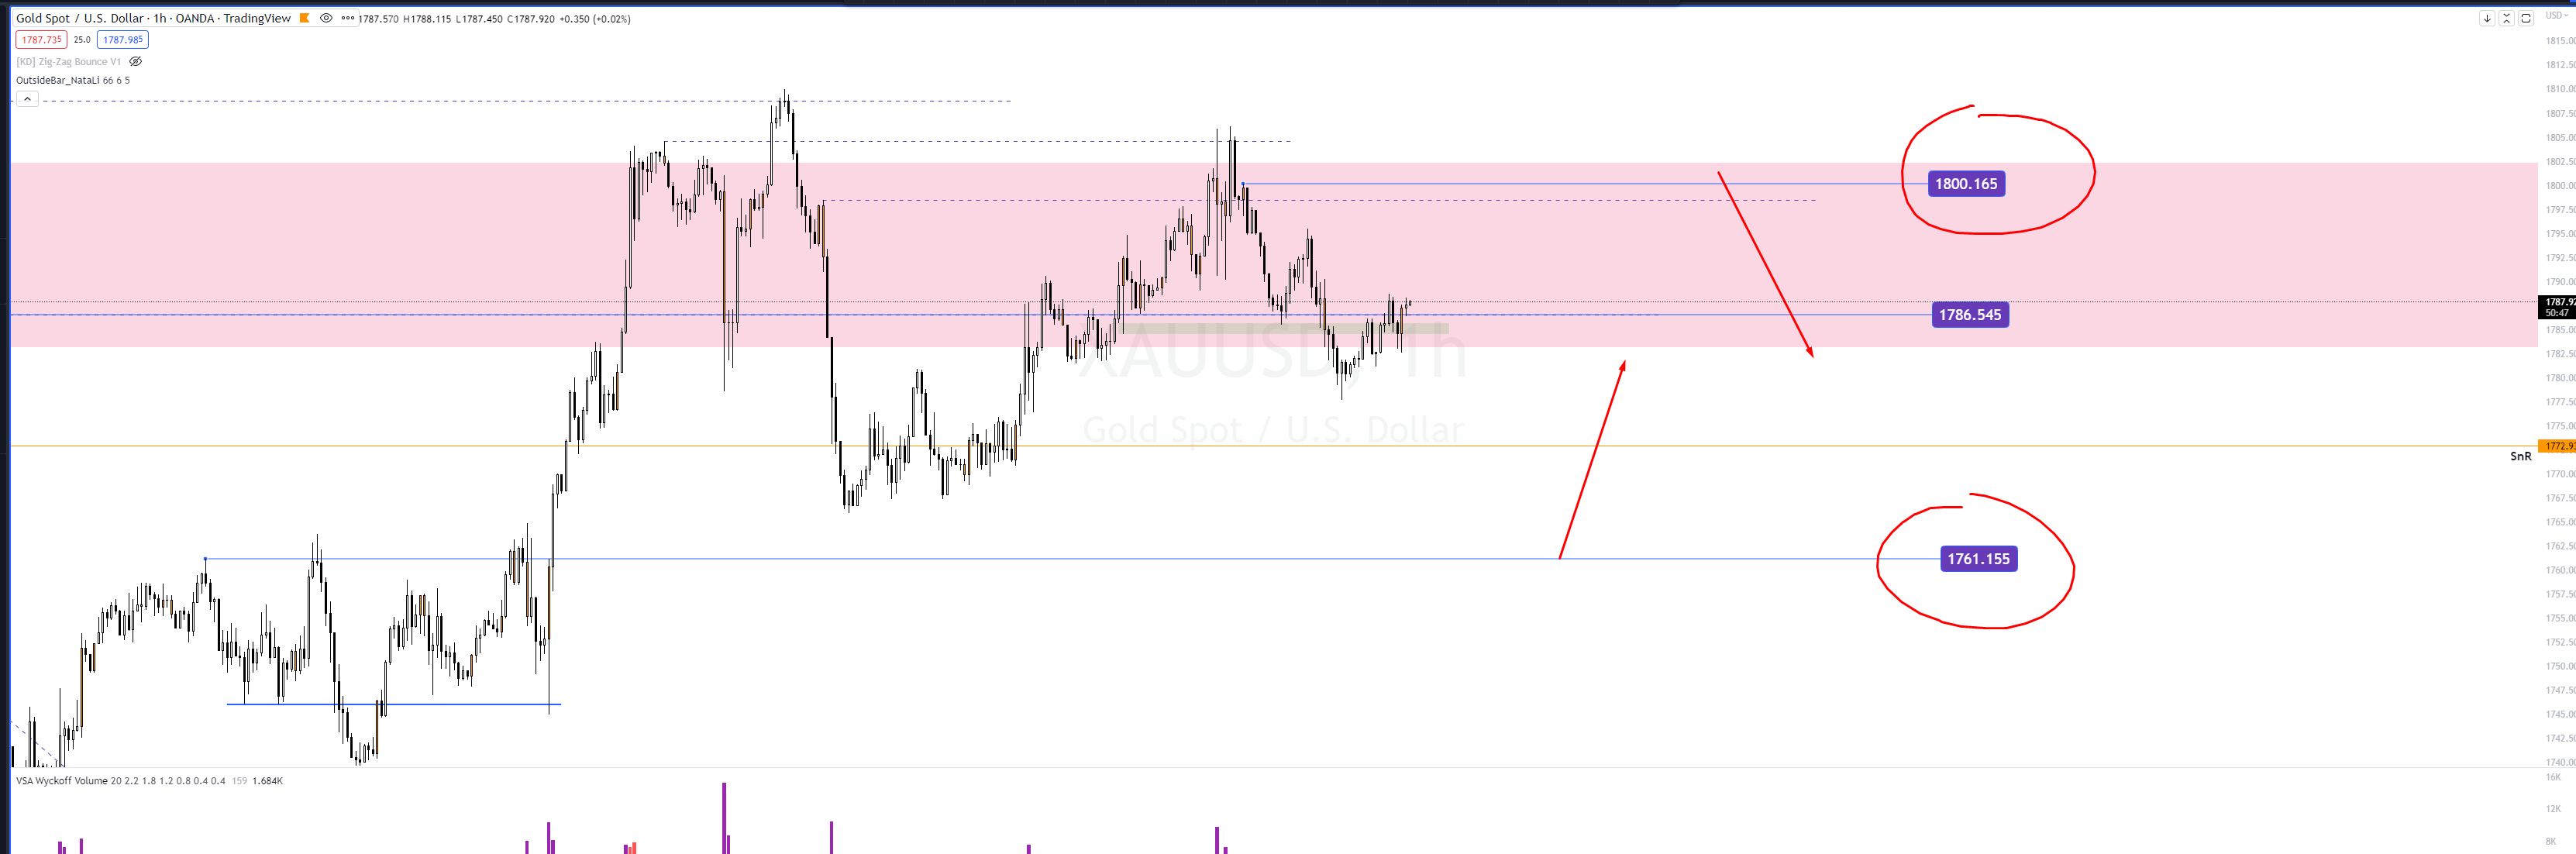 Gold Spot / U.S. Dollar · 1h · OANDA · TradingView 1787.570 H1788.115 L1787.450 C1787.920 +0.350 (+0.02%)
1787.735 25.0 1787.985
[KD] Zig-Zag Bounce V1
OutsideBar_NataLi 66 6 5
USD
1815.00
1812.50
1810.00
1807.50
1805.00
1802.50
1800.00
1797.50
1795.00
1792.50
1790.00
1787.92
50:47
1785.00
1782.50
1780.00
1777.50
1775.00
1772.93
1770.00
1767.50
1765.00
1762.50
1760.00
1757.50
1755.00
1752.50
1750.00
1747.50
1745.00
1742.50
1740.00
1800.165
1786.545
XAUUSD, 1h
Gold Spot / U.S. Dollar
SnR
1761.155
VSA Wyckoff Volume 20 2.2 1.8 1.2 0.8 0.4 0.4 159 1.684K
16K
12K
8K